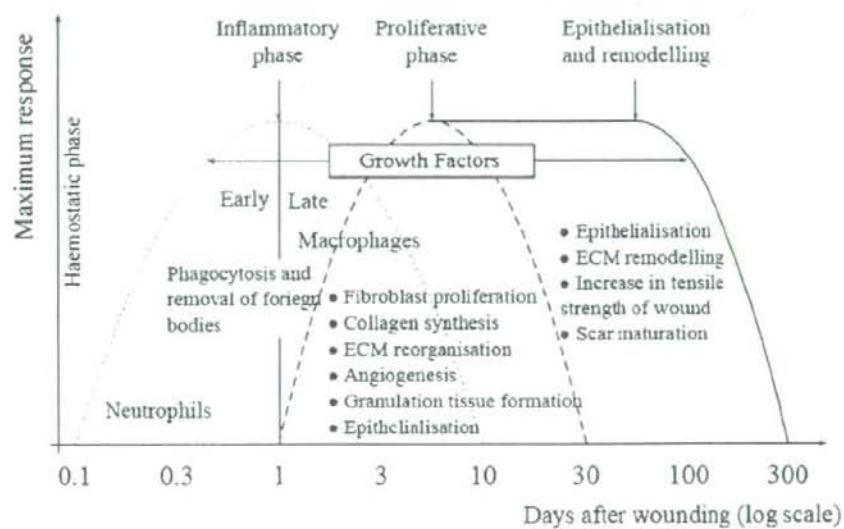 Inflammatory
phase
Proliferative
phase
Epithelialisation
and remodelling
Maximum response
Haemostatic phase
Growth Factors
Early
Late
Macrophages
Phagocytosis and
removal of foriegn
bodies
Neutrophils
• Fibroblast proliferation
• Collagen synthesis
• ECM reorganisation
• Angiogenesis
• Granulation tissue formation
• Epithelialisation
• Epithelialisation
• ECM remodelling
• Increase in tensile
strength of wound
• Scar maturation
0.1 0.3 1 3 10 30 100 300
Days after wounding (log scale)